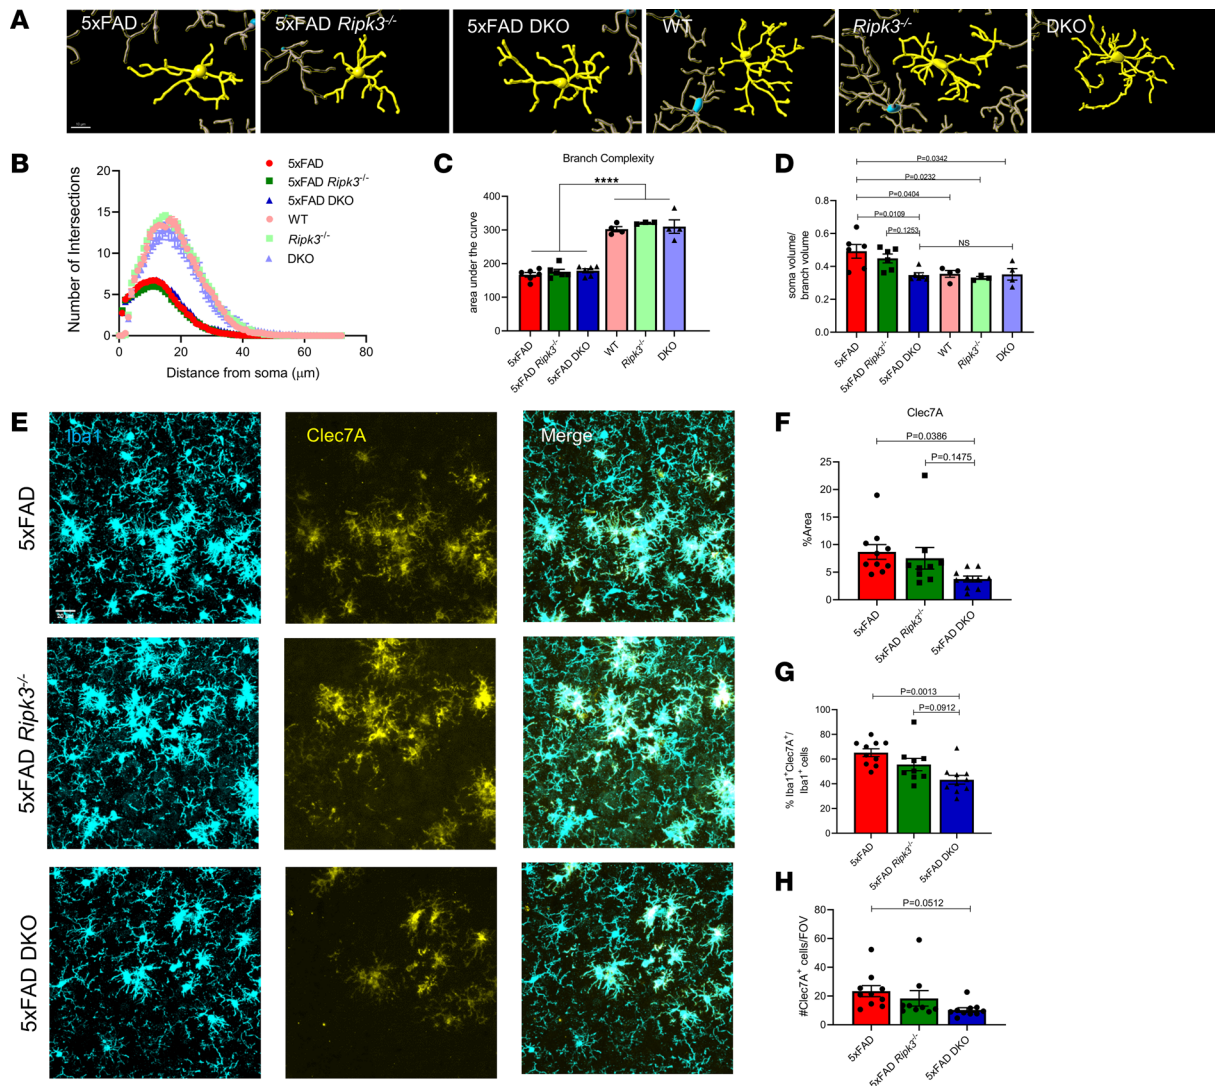 A
5xFAD
5xFAD Ripk3-/-
5xFAD DKO
WT
Ripk3-/-
DKO
B
Number of Intersections
20
15
10
5
0
0 20 40 60 80
Distance from soma (μm)
5xFAD
5xFAD Ripk3-/-
5xFAD DKO
WT
Ripk3-/-
DKO
C
Branch Complexity
****
area under the curve
400
300
200
100
0
5xFAD
5xFAD Ripk3-/-
5xFAD DKO
WT
Ripk3-/-
DKO
D
P=0.0342
P=0.0232
P=0.0404
P=0.0109
P=0.1253
NS
soma volume/
branch volume
0.8
0.6
0.4
0.2
0.0
5xFAD
5xFAD Ripk3-/-
5xFAD DKO
WT
Ripk3-/-
DKO
E
Iba1
Clec7A
Merge
5xFAD
5xFAD Ripk3-/-
5xFAD DKO
F
Clec7A
P=0.0386
P=0.1475
%Area
25
20
15
10
5
0
5xFAD
5xFAD Ripk3-/-
5xFAD DKO
G
P=0.0013
P=0.0912
% Iba1+Clec7A+/
Iba1+ cells
100
80
60
40
20
0
5xFAD
5xFAD Ripk3-/-
5xFAD DKO
H
P=0.0512
#Clec7A+ cells/FOV
80
60
40
20
0
5xFAD
5xFAD Ripk3-/-
5xFAD DKO